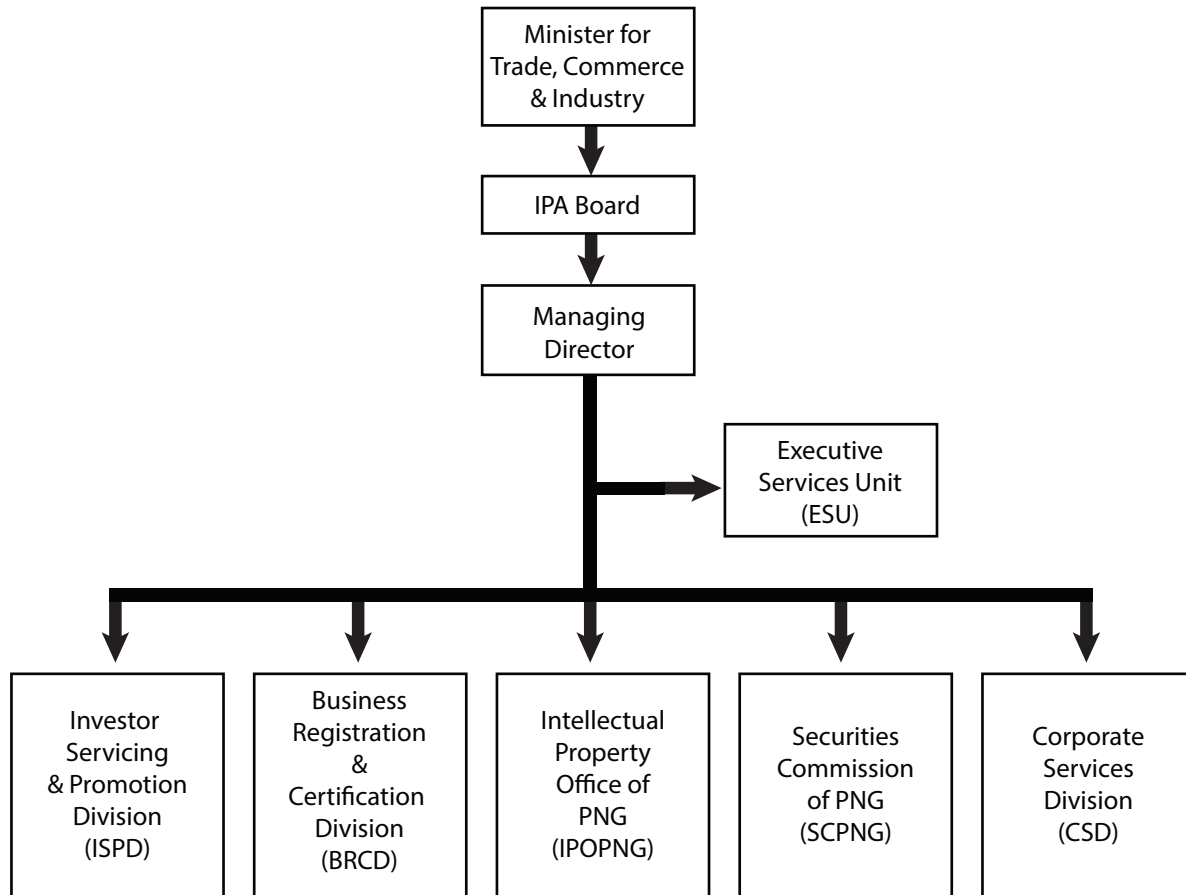 Minister for
Trade, Commerce
& Industry
IPA Board
Managing
Director
Executive
Services Unit
(ESU)
Investor
Servicing
& Promotion
Division
(ISPD)
Business
Registration
&
Certification
Division
(BRCD)
Intellectual
Property
Office of
PNG
(IPOPNG)
Securities
Commission
of PNG
(SCPNG)
Corporate
Services
Division
(CSD)